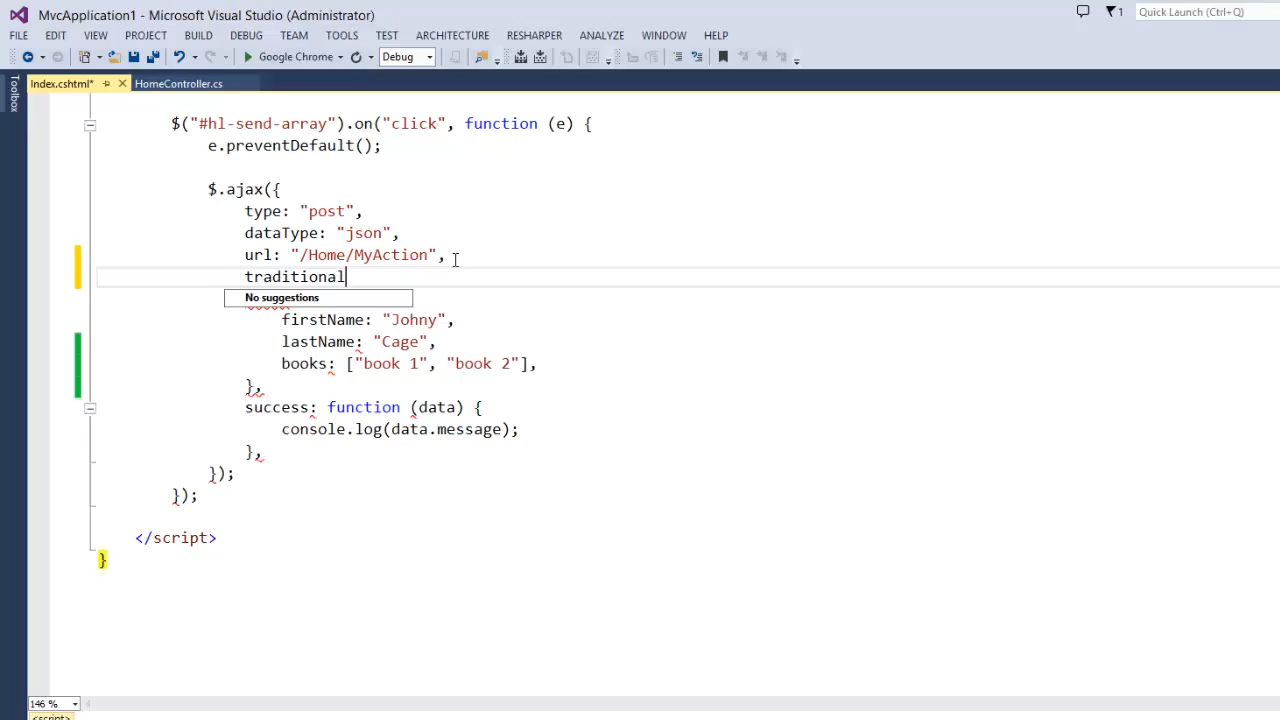 MvcApplication1 - Microsoft Visual Studio (Administrator)
1
Quick Launch (Ctrl+Q)
FILE EDIT VIEW PROJECT BUILD DEBUG TEAM TOOLS TEST ARCHITECTURE RESHARPER ANALYZE WINDOW HELP
Google Chrome
Debug
Toolbox
Index.cshtml*
HomeController.cs
$("#hl-send-array").on("click", function (e) {
e.preventDefault();
$.ajax({
type: "post",
dataType: "json",
url: "/Home/MyAction",
traditional
No suggestions
firstName: "Johny",
lastName: "Cage",
books: ["book 1", "book 2"],
},
success: function (data) {
console.log(data.message);
},
});
});
</script>
}
146 %
<script>